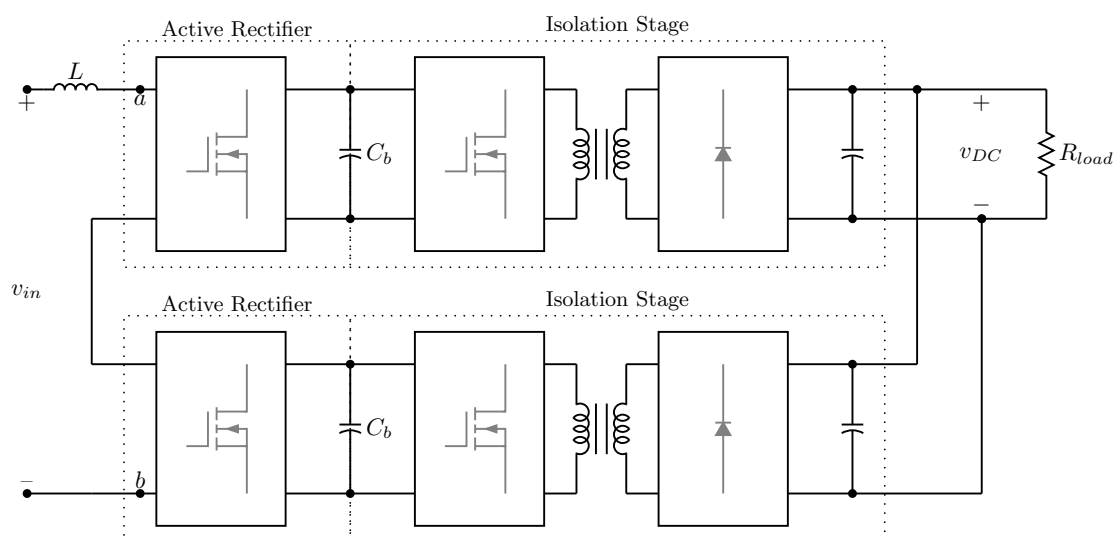 Active Rectifier
Isolation Stage
L
+
a
C_b
+
v_DC
−
R_load
v_in
Active Rectifier
Isolation Stage
C_b
−
b